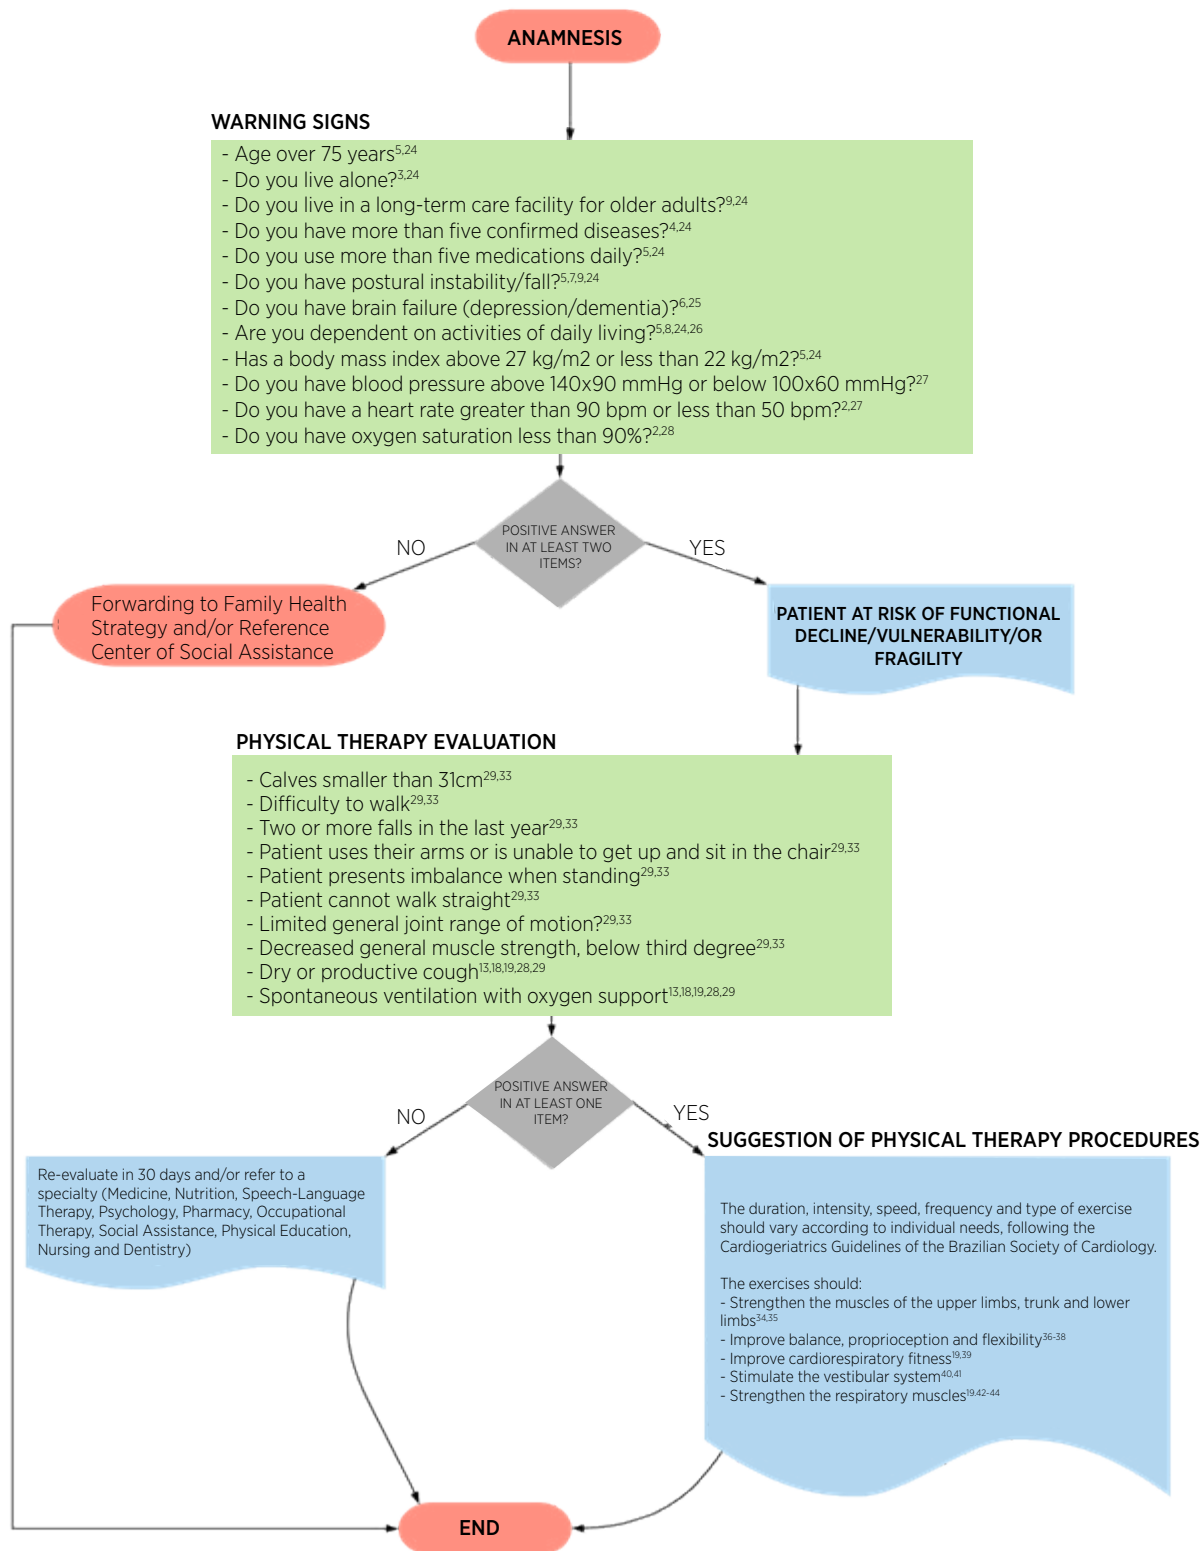 ANAMNESIS
WARNING SIGNS
- Age over 75 years5,24
- Do you live alone?3,24
- Do you live in a long-term care facility for older adults?9,24
- Do you have more than five confirmed diseases?4,24
- Do you use more than five medications daily?5,24
- Do you have postural instability/fall?5,7,9,24
- Do you have brain failure (depression/dementia)?6,25
- Are you dependent on activities of daily living?5,8,24,26
- Has a body mass index above 27 kg/m2 or less than 22 kg/m2?5,24
- Do you have blood pressure above 140x90 mmHg or below 100x60 mmHg?27
- Do you have a heart rate greater than 90 bpm or less than 50 bpm?2,27
- Do you have oxygen saturation less than 90%?2,28
POSITIVE ANSWER
IN AT LEAST TWO
ITEMS?
NO
YES
Forwarding to Family Health
Strategy and/or Reference
Center of Social Assistance
PATIENT AT RISK OF FUNCTIONAL
DECLINE/VULNERABILITY/OR
FRAGILITY
PHYSICAL THERAPY EVALUATION
- Calves smaller than 31cm29,33
- Difficulty to walk29,33
- Two or more falls in the last year29,33
- Patient uses their arms or is unable to get up and sit in the chair29,33
- Patient presents imbalance when standing29,33
- Patient cannot walk straight29,33
- Limited general joint range of motion?29,33
- Decreased general muscle strength, below third degree29,33
- Dry or productive cough13,18,19,28,29
- Spontaneous ventilation with oxygen support13,18,19,28,29
POSITIVE ANSWER
IN AT LEAST ONE
ITEM?
NO
YES
Re-evaluate in 30 days and/or refer to a
specialty (Medicine, Nutrition, Speech-Language
Therapy, Psychology, Pharmacy, Occupational
Therapy, Social Assistance, Physical Education,
Nursing and Dentistry)
SUGGESTION OF PHYSICAL THERAPY PROCEDURES
The duration, intensity, speed, frequency and type of exercise
should vary according to individual needs, following the
Cardiogeriatrics Guidelines of the Brazilian Society of Cardiology.
The exercises should:
- Strengthen the muscles of the upper limbs, trunk and lower
limbs34,35
- Improve balance, proprioception and flexibility36-38
- Improve cardiorespiratory fitness19,39
- Stimulate the vestibular system40,41
- Strengthen the respiratory muscles19.42-44
END